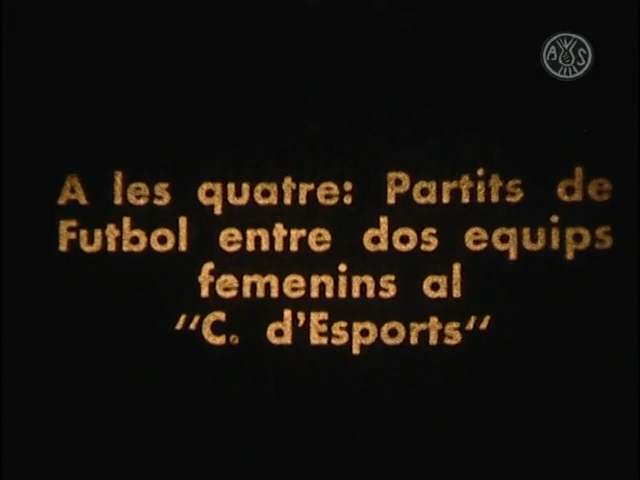 A S
A les quatre: Partits de
Futbol entre dos equips
femenins al
"C. d'Esports"